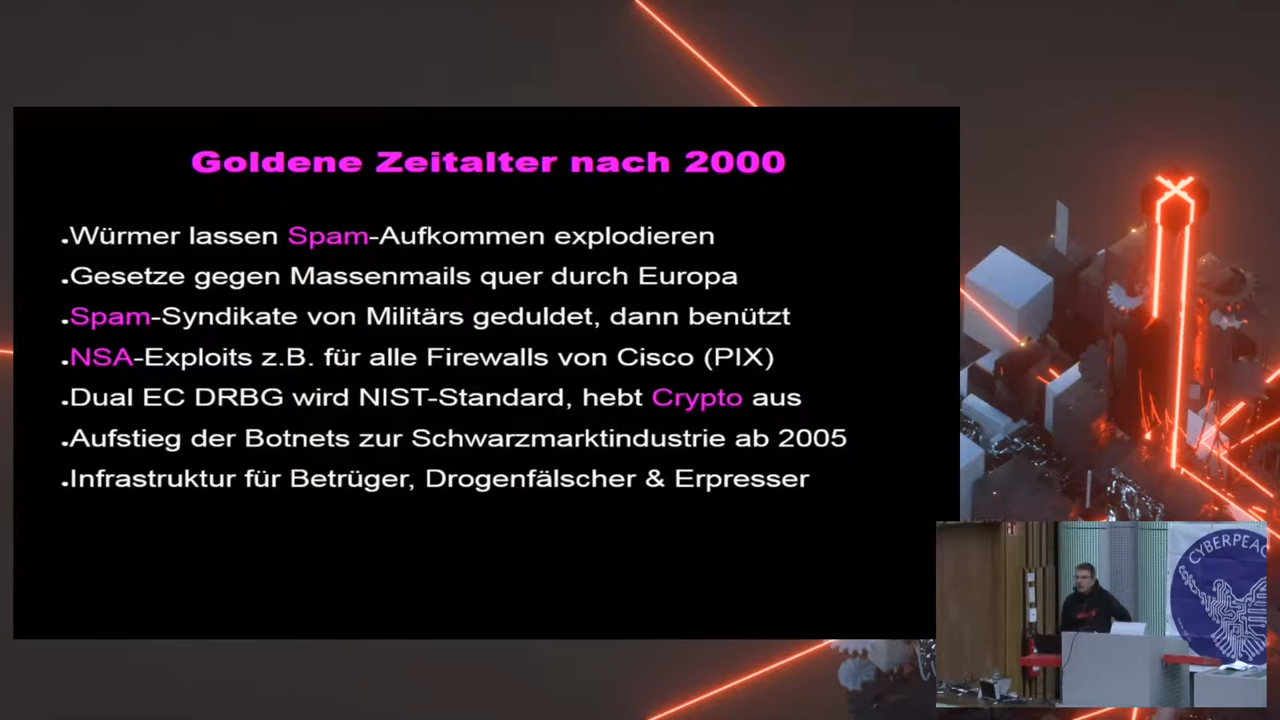 Goldene Zeitalter nach 2000
.Würmer lassen Spam-Aufkommen explodieren
.Gesetze gegen Massenmails quer durch Europa
.Spam-Syndikate von Militärs geduldet, dann benützt
.NSA-Exploits z.B. für alle Firewalls von Cisco (PIX)
.Dual EC DRBG wird NIST-Standard, hebt Crypto aus
.Aufstieg der Botnets zur Schwarzmarktindustrie ab 2005
.Infrastruktur für Betrüger, Drogenfälscher & Erpresser
CYBERPEAC